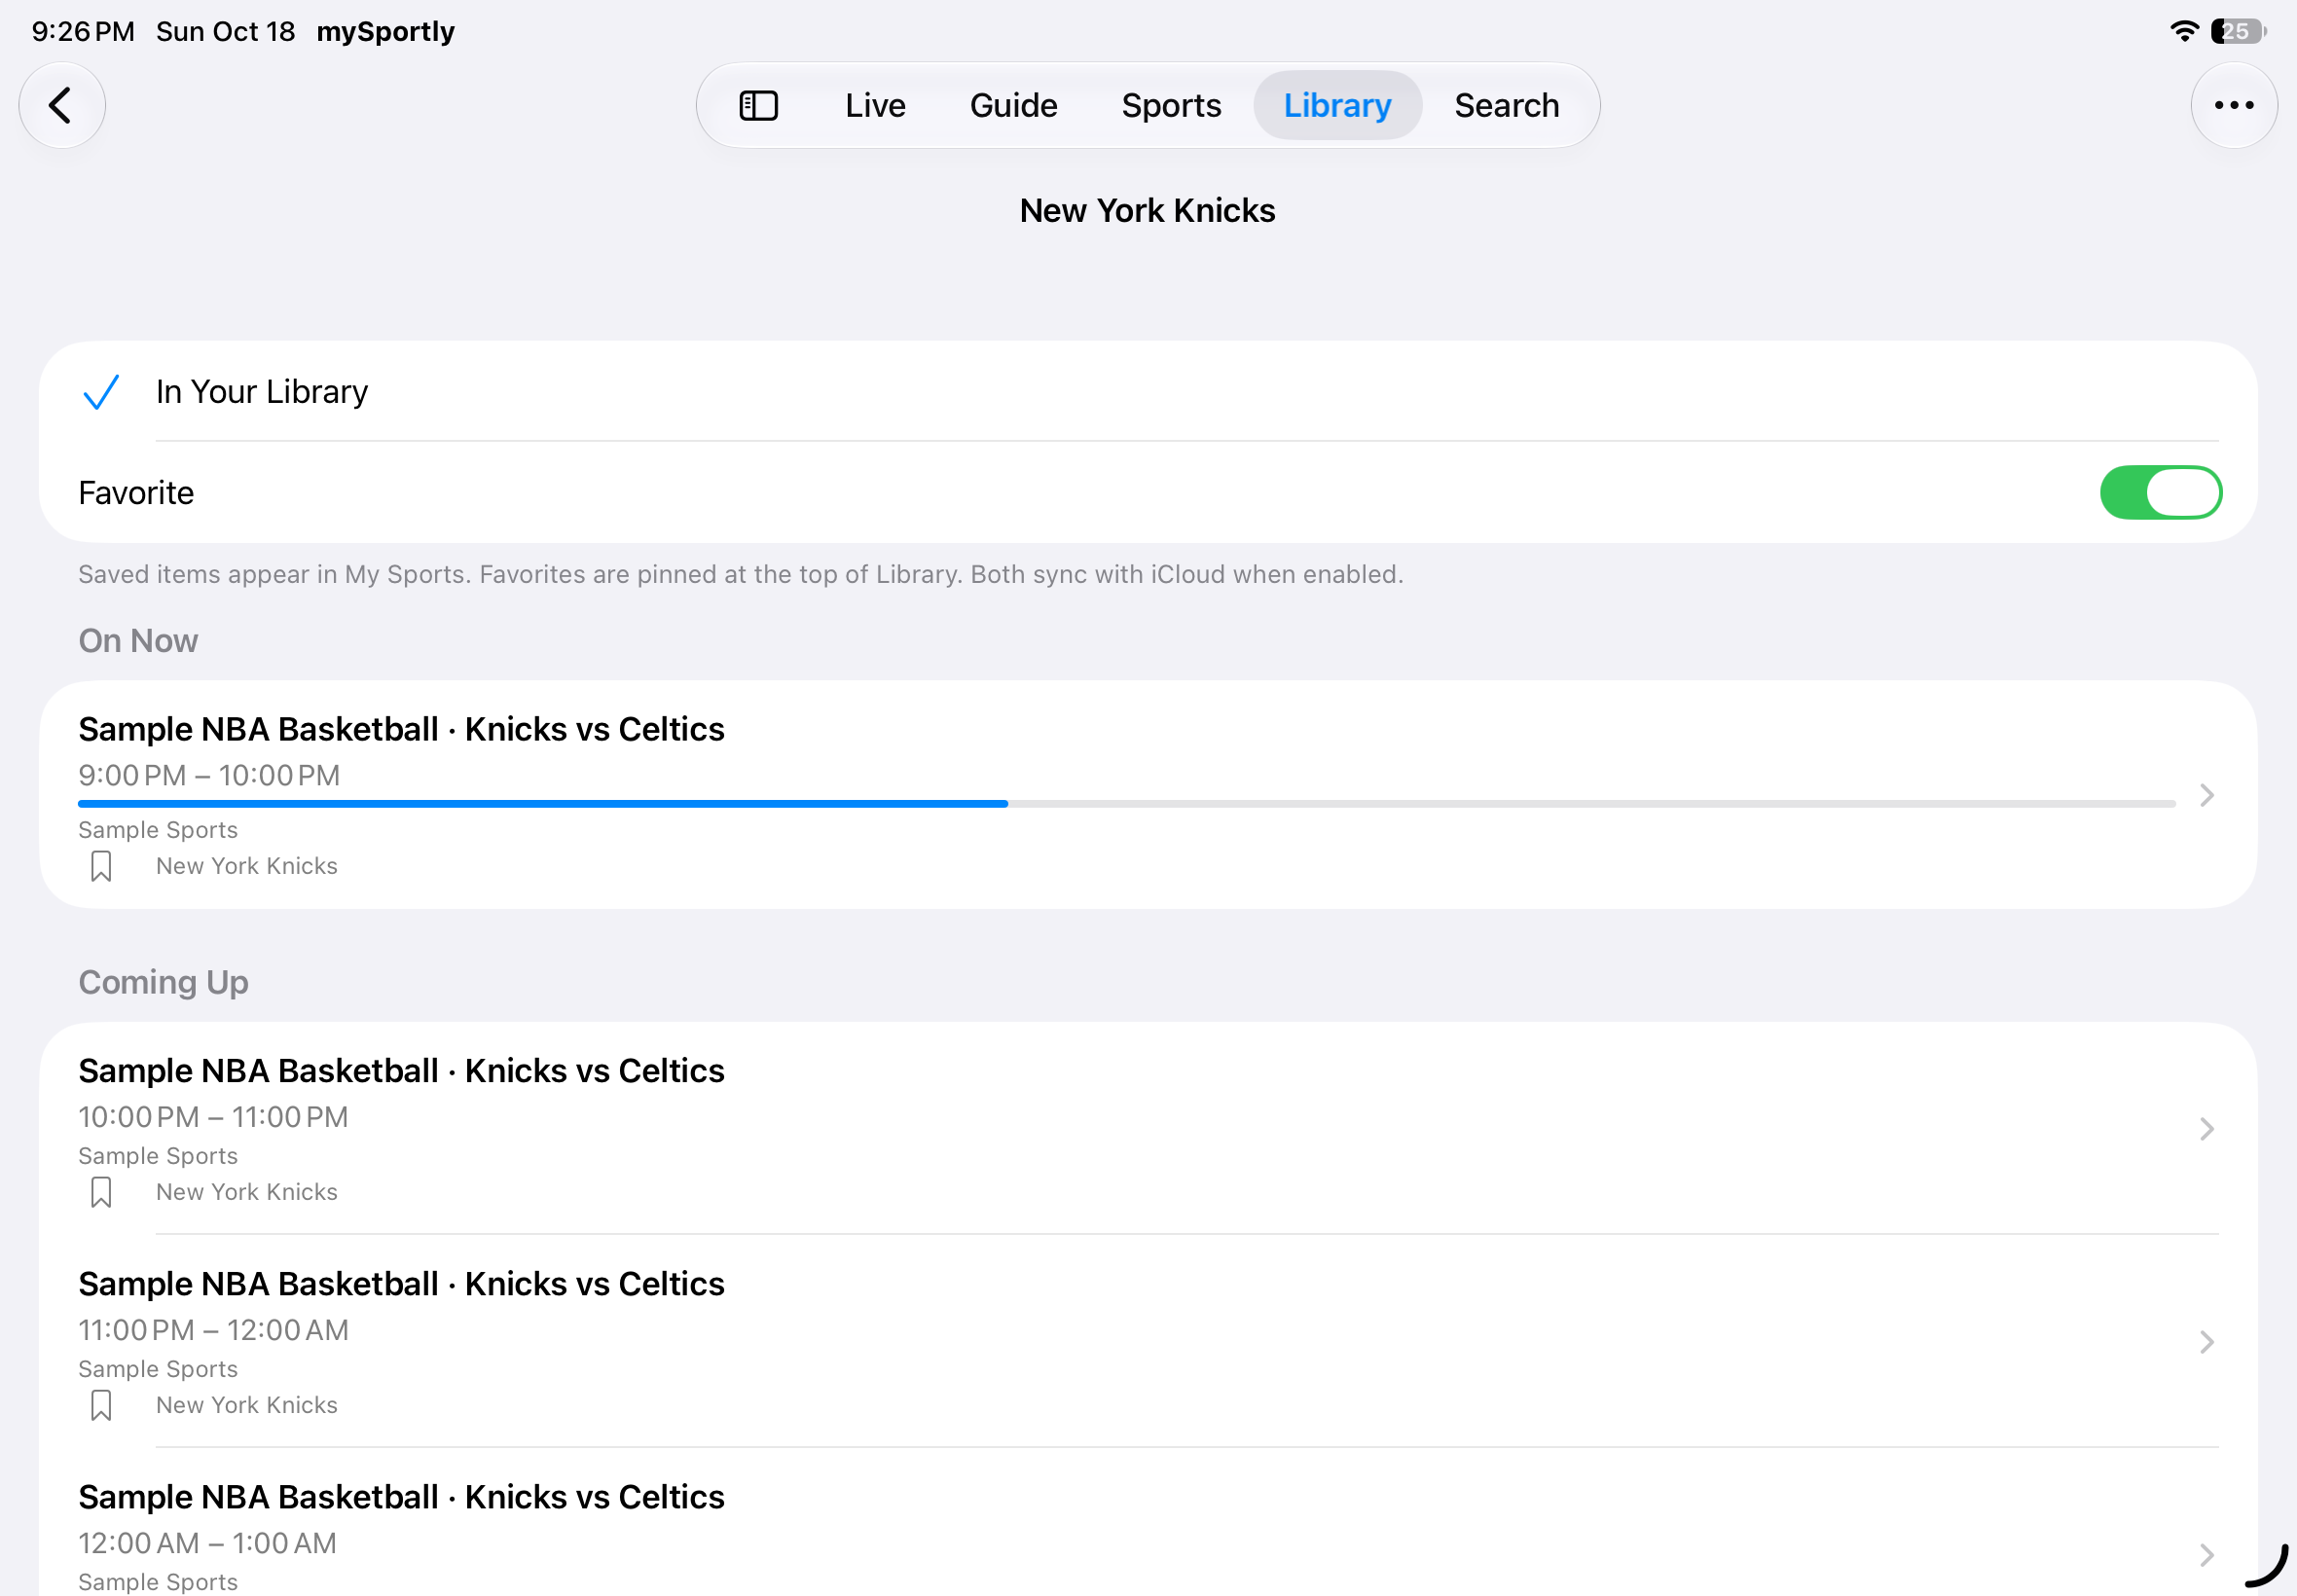 9:26 PM Sun Oct 18 mySportly 25
Live Guide Sports Library Search
New York Knicks
In Your Library
Favorite
Saved items appear in My Sports. Favorites are pinned at the top of Library. Both sync with iCloud when enabled.
On Now
Sample NBA Basketball · Knicks vs Celtics
9:00 PM – 10:00 PM
Sample Sports
New York Knicks
Coming Up
Sample NBA Basketball · Knicks vs Celtics
10:00 PM – 11:00 PM
Sample Sports
New York Knicks
Sample NBA Basketball · Knicks vs Celtics
11:00 PM – 12:00 AM
Sample Sports
New York Knicks
Sample NBA Basketball · Knicks vs Celtics
12:00 AM – 1:00 AM
Sample Sports